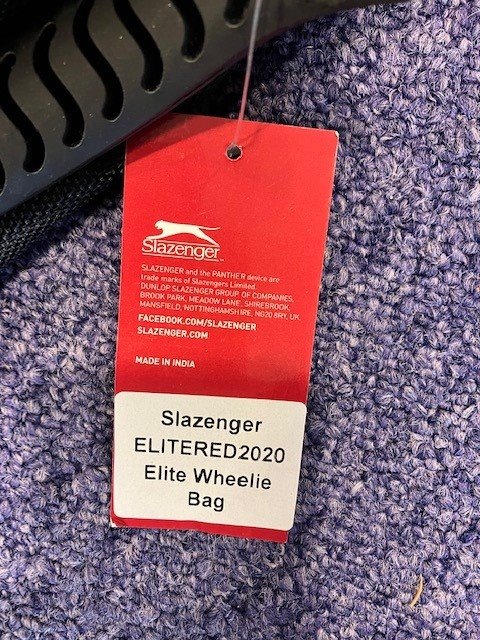 Slazenger
SLAZENGER and the PANTHER device are
trade marks of Slazengers Limited.
DUNLOP SLAZENGER GROUP OF COMPANIES,
BROOK PARK, MEADOW LANE, SHIREBROOK,
MANSFIELD, NOTTINGHAMSHIRE, NG20 8RY, UK.
FACEBOOK.COM/SLAZENGER
SLAZENGER.COM
MADE IN INDIA
Slazenger
ELITERED2020
Elite Wheelie
Bag